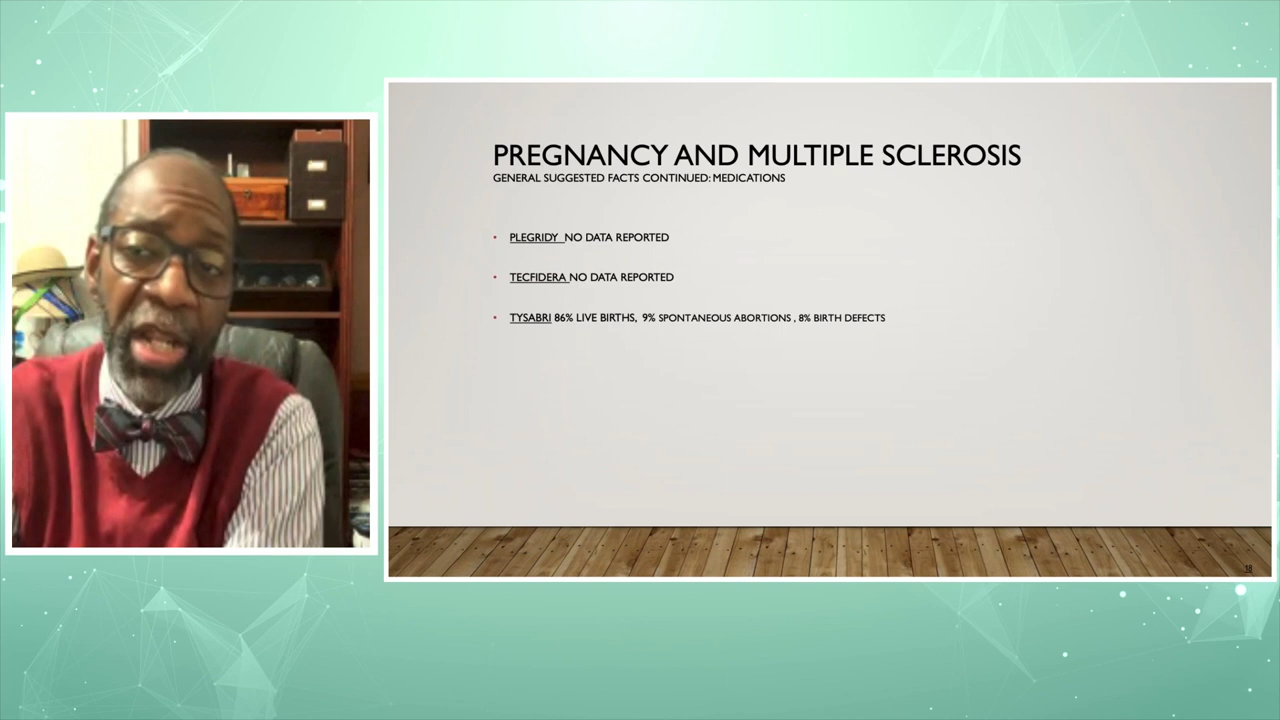 PREGNANCY AND MULTIPLE SCLEROSIS
GENERAL SUGGESTED FACTS CONTINUED: MEDICATIONS
• PLEGRIDY NO DATA REPORTED
• TECFIDERA NO DATA REPORTED
• TYSABRI 86% LIVE BIRTHS, 9% SPONTANEOUS ABORTIONS , 8% BIRTH DEFECTS
18